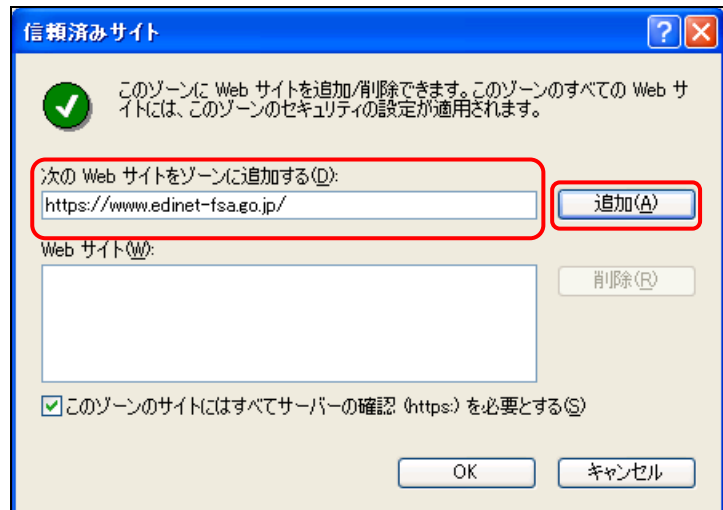 信頼済みサイト
このゾーンに Web サイトを追加/削除できます。このゾーンのすべての Web サ
イトには、このゾーンのセキュリティの設定が適用されます。
次の Web サイトをゾーンに追加する(D):
https://www.edinet-fsa.go.jp/
追加(A)
Web サイト(W):
削除(R)
このゾーンのサイトにはすべてサーバーの確認 (https:) を必要とする(S)
OK
キャンセル